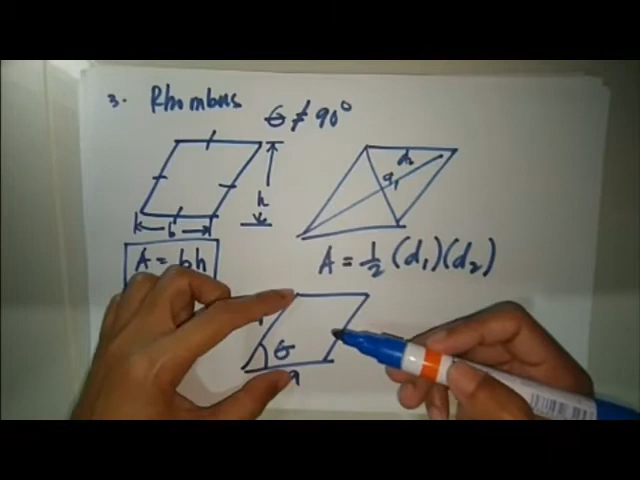 3. Rhombus
θ ≠ 90°
h
b
A = bh
d₂
d₁
A = ½ (d₁)(d₂)
θ
a